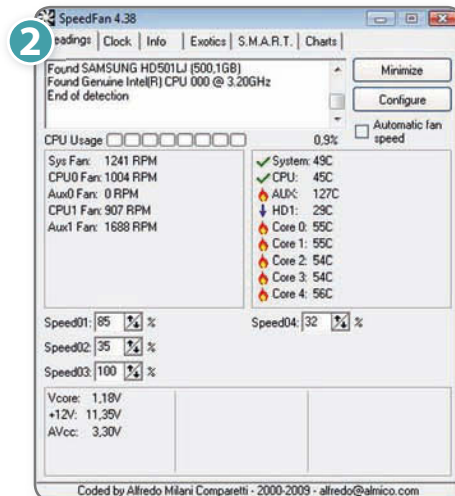 2
SpeedFan 4.38
eadings Clock Info Exotics S.M.A.R.T. Charts
Found SAMSUNG HD501LJ (500,1GB)
Found Genuine Intel(R) CPU 000 @ 3.20GHz
End of detection
Minimize
Configure
Automatic fan speed
CPU Usage 0,9%
Sys Fan: 1241 RPM
CPU0 Fan: 1004 RPM
Aux0 Fan: 0 RPM
CPU1 Fan: 907 RPM
Aux1 Fan: 1688 RPM
System: 49C
CPU: 45C
AUX: 127C
HD1: 29C
Core 0: 55C
Core 1: 55C
Core 2: 54C
Core 3: 54C
Core 4: 56C
Speed01: 85 %
Speed04: 32 %
Speed02: 35 %
Speed03: 100 %
Vcore: 1,18V
+12V: 11,35V
AVcc: 3,30V
Coded by Alfredo Milani Comparetti - 2000-2009 - alfredo@almico.com